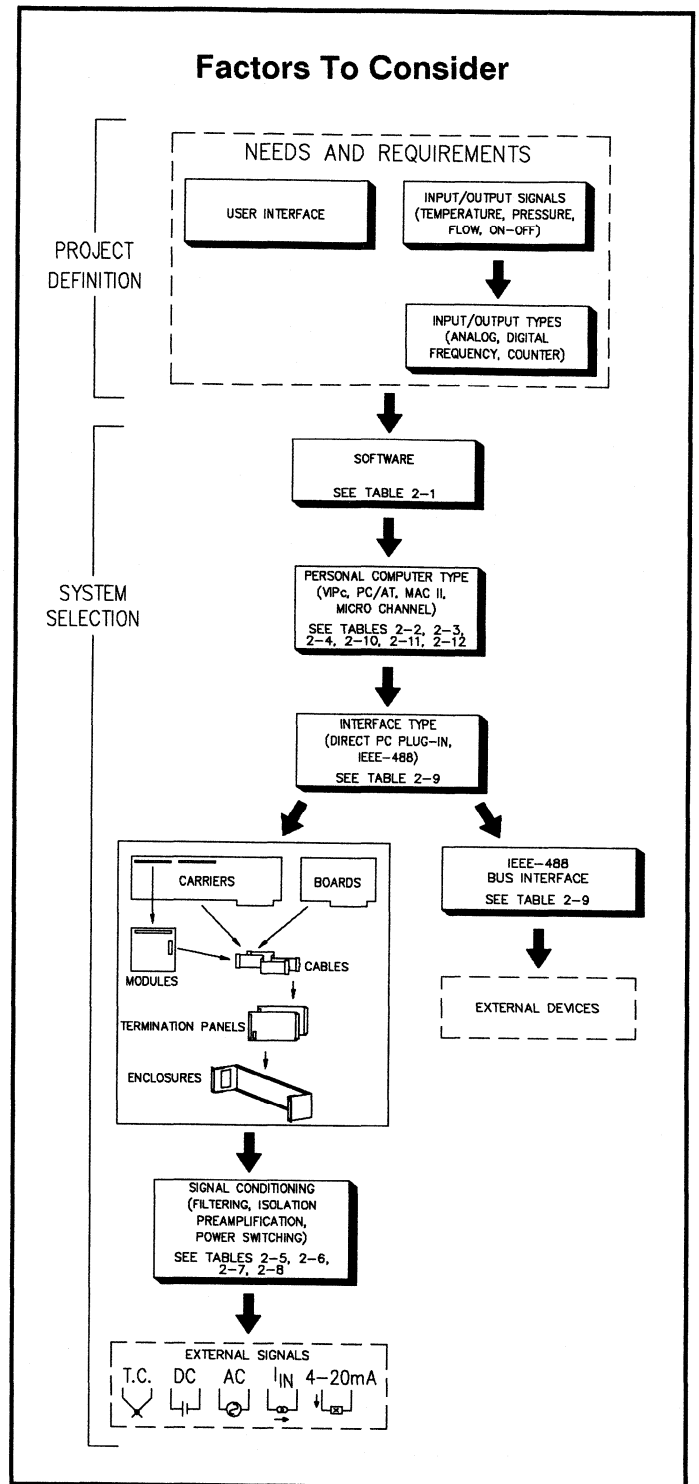 Factors To Consider
NEEDS AND REQUIREMENTS
USER INTERFACE
INPUT/OUTPUT SIGNALS
(TEMPERATURE, PRESSURE,
FLOW, ON-OFF)
PROJECT
DEFINITION
INPUT/OUTPUT TYPES
(ANALOG, DIGITAL
FREQUENCY, COUNTER)
SOFTWARE
SEE TABLE 2-1
SYSTEM
SELECTION
PERSONAL COMPUTER TYPE
(VIPc, PC/AT, MAC II,
MICRO CHANNEL)
SEE TABLES 2-2, 2-3,
2-4, 2-10, 2-11, 2-12
INTERFACE TYPE
(DIRECT PC PLUG-IN,
IEEE-488)
SEE TABLE 2-9
CARRIERS
BOARDS
MODULES
CABLES
TERMINATION PANELS
ENCLOSURES
IEEE-488
BUS INTERFACE
SEE TABLE 2-9
EXTERNAL DEVICES
SIGNAL CONDITIONING
(FILTERING, ISOLATION
PREAMPLIFICATION,
POWER SWITCHING)
SEE TABLES 2-5, 2-6,
2-7, 2-8
EXTERNAL SIGNALS
T.C. DC AC IIN 4-20mA